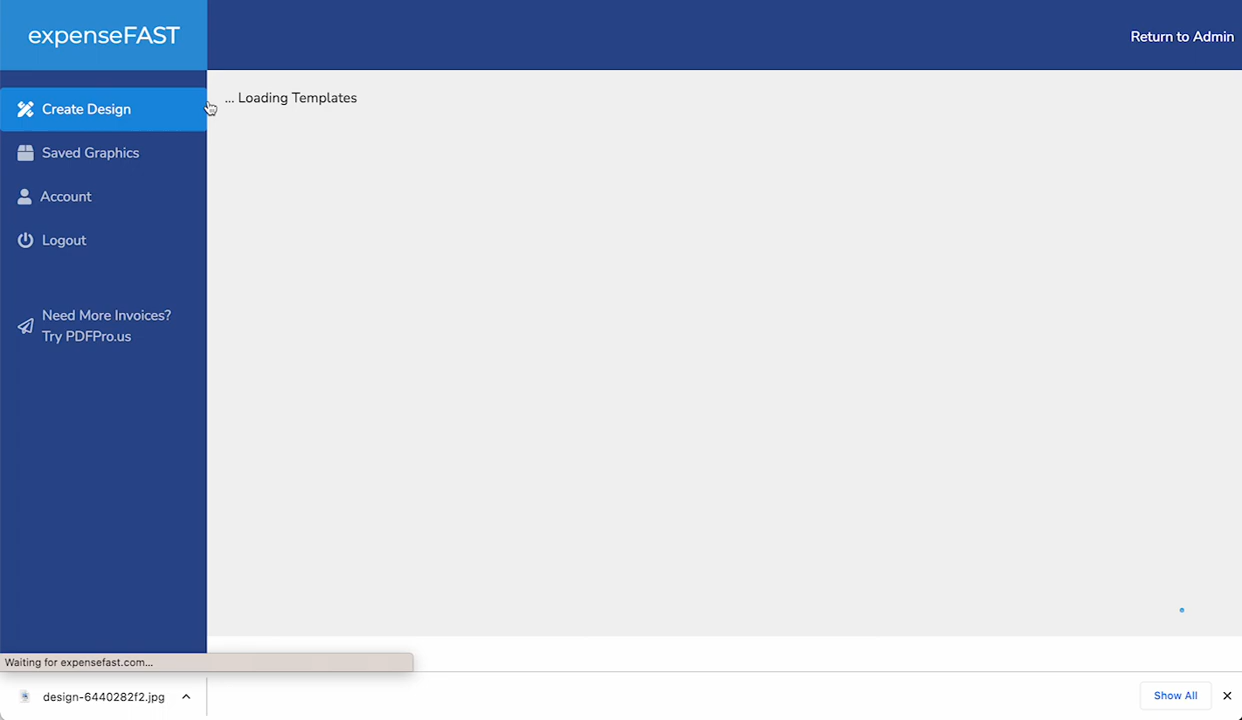 expenseFAST
Return to Admin
Create Design
... Loading Templates
Saved Graphics
Account
Logout
Need More Invoices?
Try PDFPro.us
Waiting for expensefast.com...
design-6440282f2.jpg
Show All